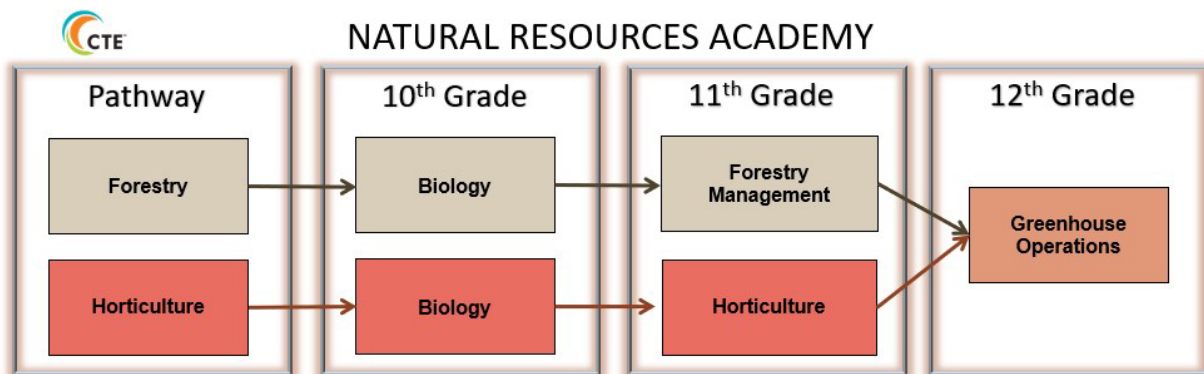 CTE™
NATURAL RESOURCES ACADEMY
Pathway
10th Grade
11th Grade
12th Grade
Forestry
Biology
Forestry
Management
Greenhouse
Operations
Horticulture
Biology
Horticulture